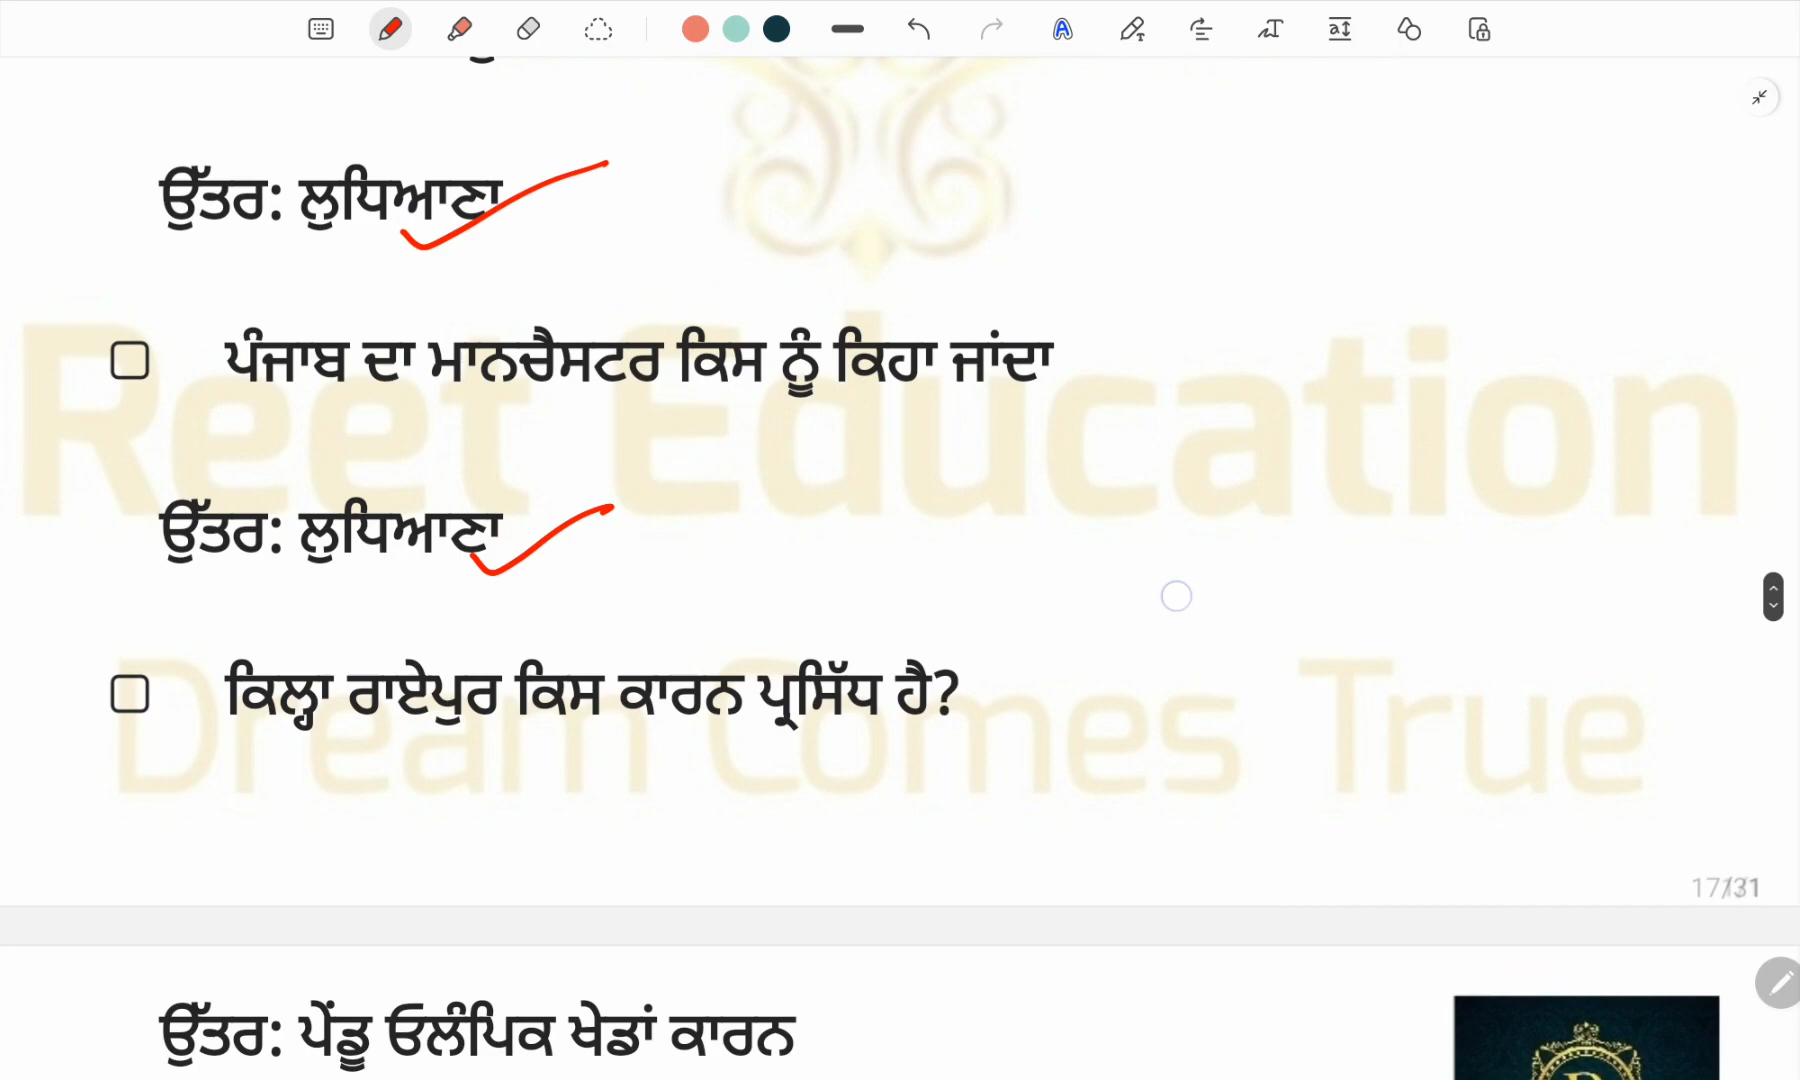 ਉੱਤਰ: ਲੁਧਿਆਣਾ
ਪੰਜਾਬ ਦਾ ਮਾਨਚੈਸਟਰ ਕਿਸ ਨੂੰ ਕਿਹਾ ਜਾਂਦਾ
Reet Education
ਉੱਤਰ: ਲੁਧਿਆਣਾ
ਕਿਲ੍ਹਾ ਰਾਏਪੁਰ ਕਿਸ ਕਾਰਨ ਪ੍ਰਸਿੱਧ ਹੈ?
Dream Comes True
17/31
ਉੱਤਰ: ਪੇਂਡੂ ਓਲੰਪਿਕ ਖੇਡਾਂ ਕਾਰਨ